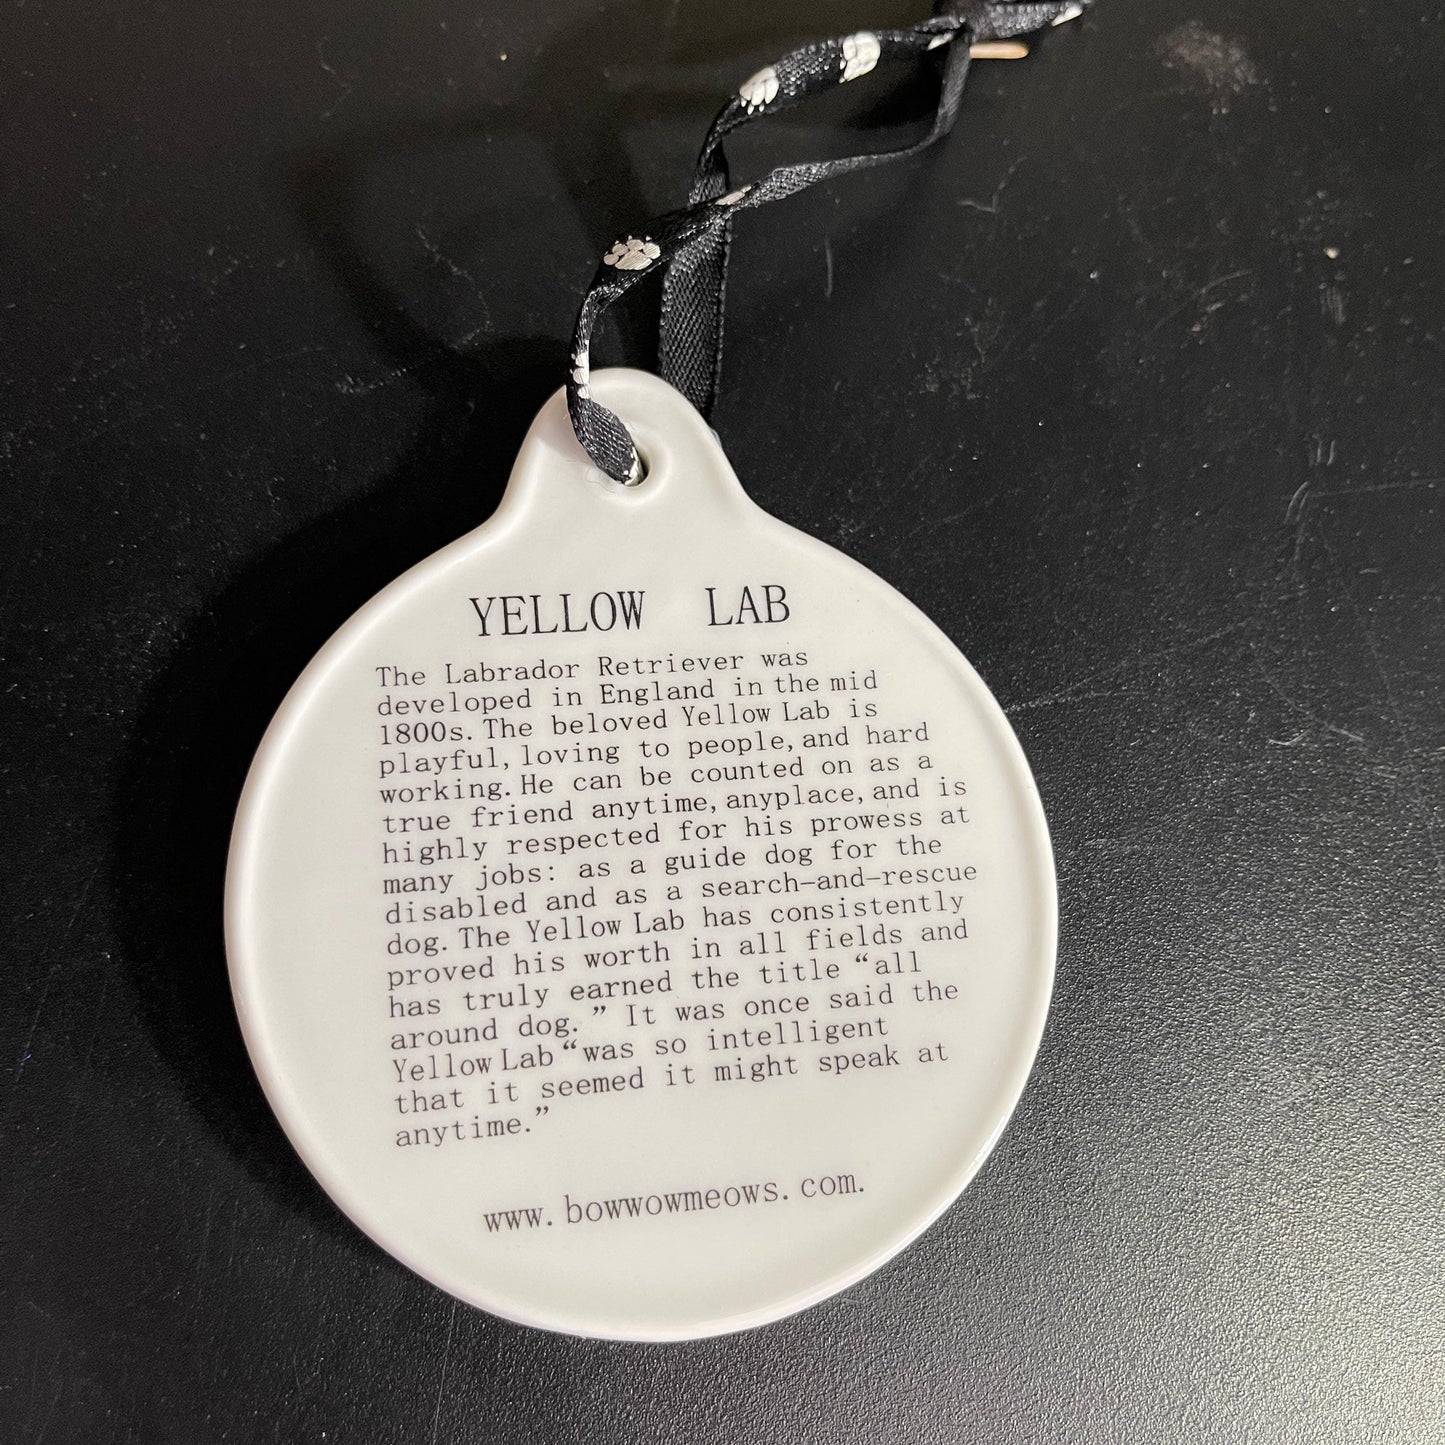 YELLOW LAB
The Labrador Retriever was
developed in England in the mid
1800s. The beloved Yellow Lab is
playful, loving to people, and hard
working. He can be counted on as a
true friend anytime, anyplace, and is
highly respected for his prowess at
many jobs: as a guide dog for the
disabled and as a search-and-rescue
dog. The Yellow Lab has consistently
proved his worth in all fields and
has truly earned the title “all
around dog. ” It was once said the
Yellow Lab “was so intelligent
that it seemed it might speak at
anytime.”
www. bowwowmeows. com.